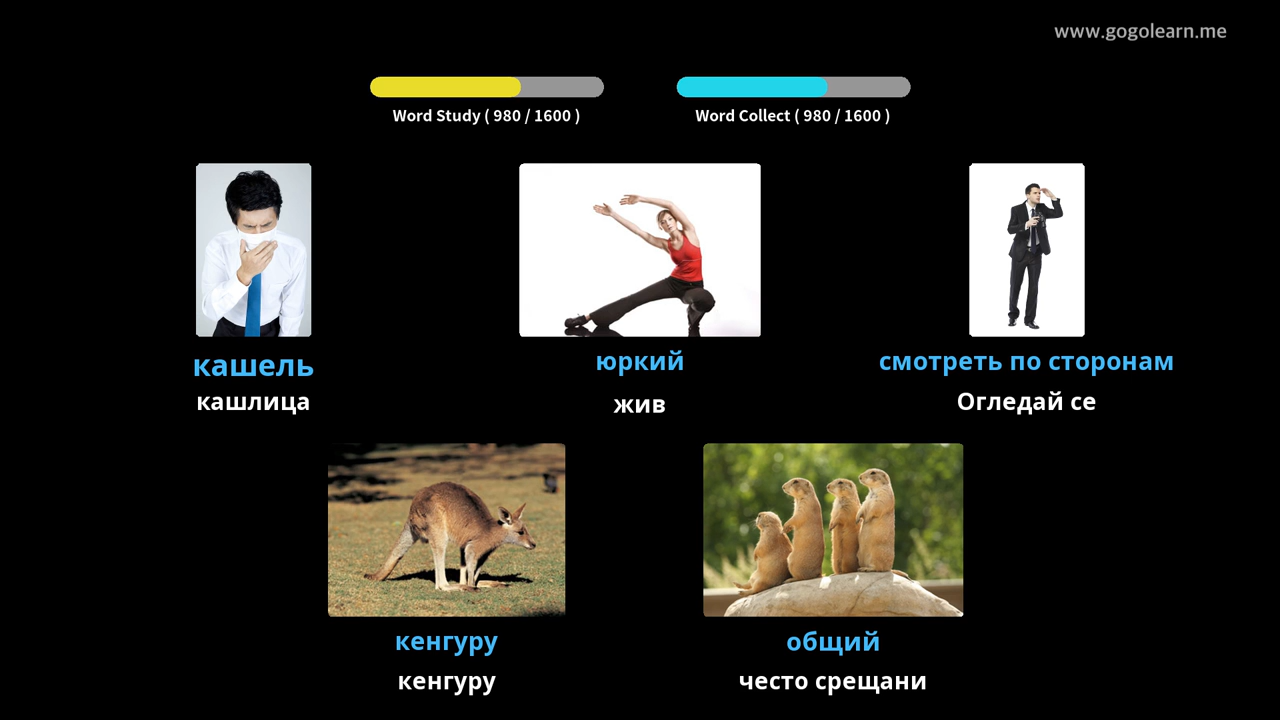 www.gogolearn.me
Word Study ( 980 / 1600 )
Word Collect ( 980 / 1600 )
кашель
кашлица
юркий
жив
смотреть по сторонам
Огледай се
кенгуру
кенгуру
общий
често срещани